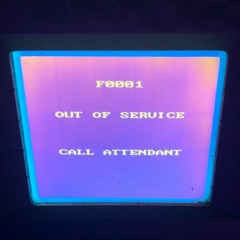 F0001
OUT OF SERVICE
CALL ATTENDANT